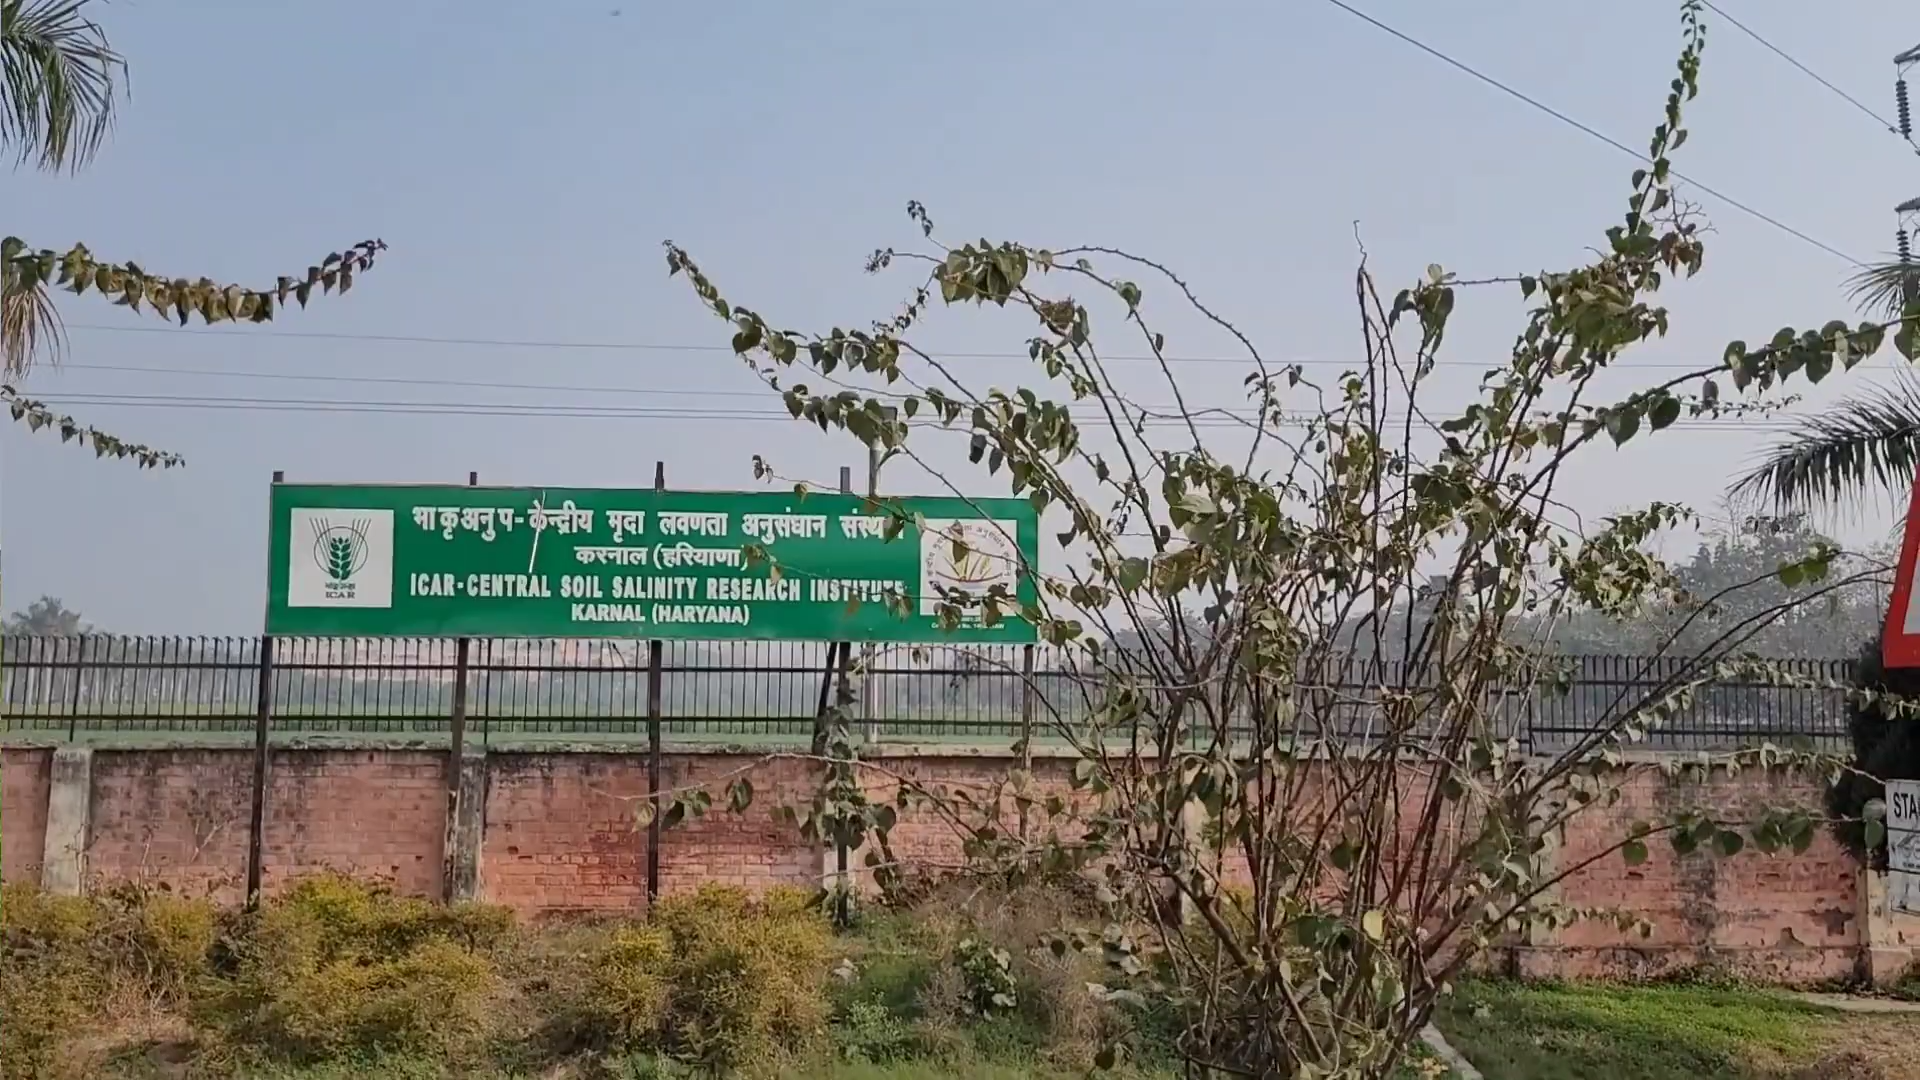 भाकृअनुप-केन्द्रीय मृदा लवणता अनुसंधान
करनाल (हरियाणा)
ICAR-CENTRAL SOIL SALINITY RESEARCH INSTITUTE
KARNAL (HARYANA)
ICAR